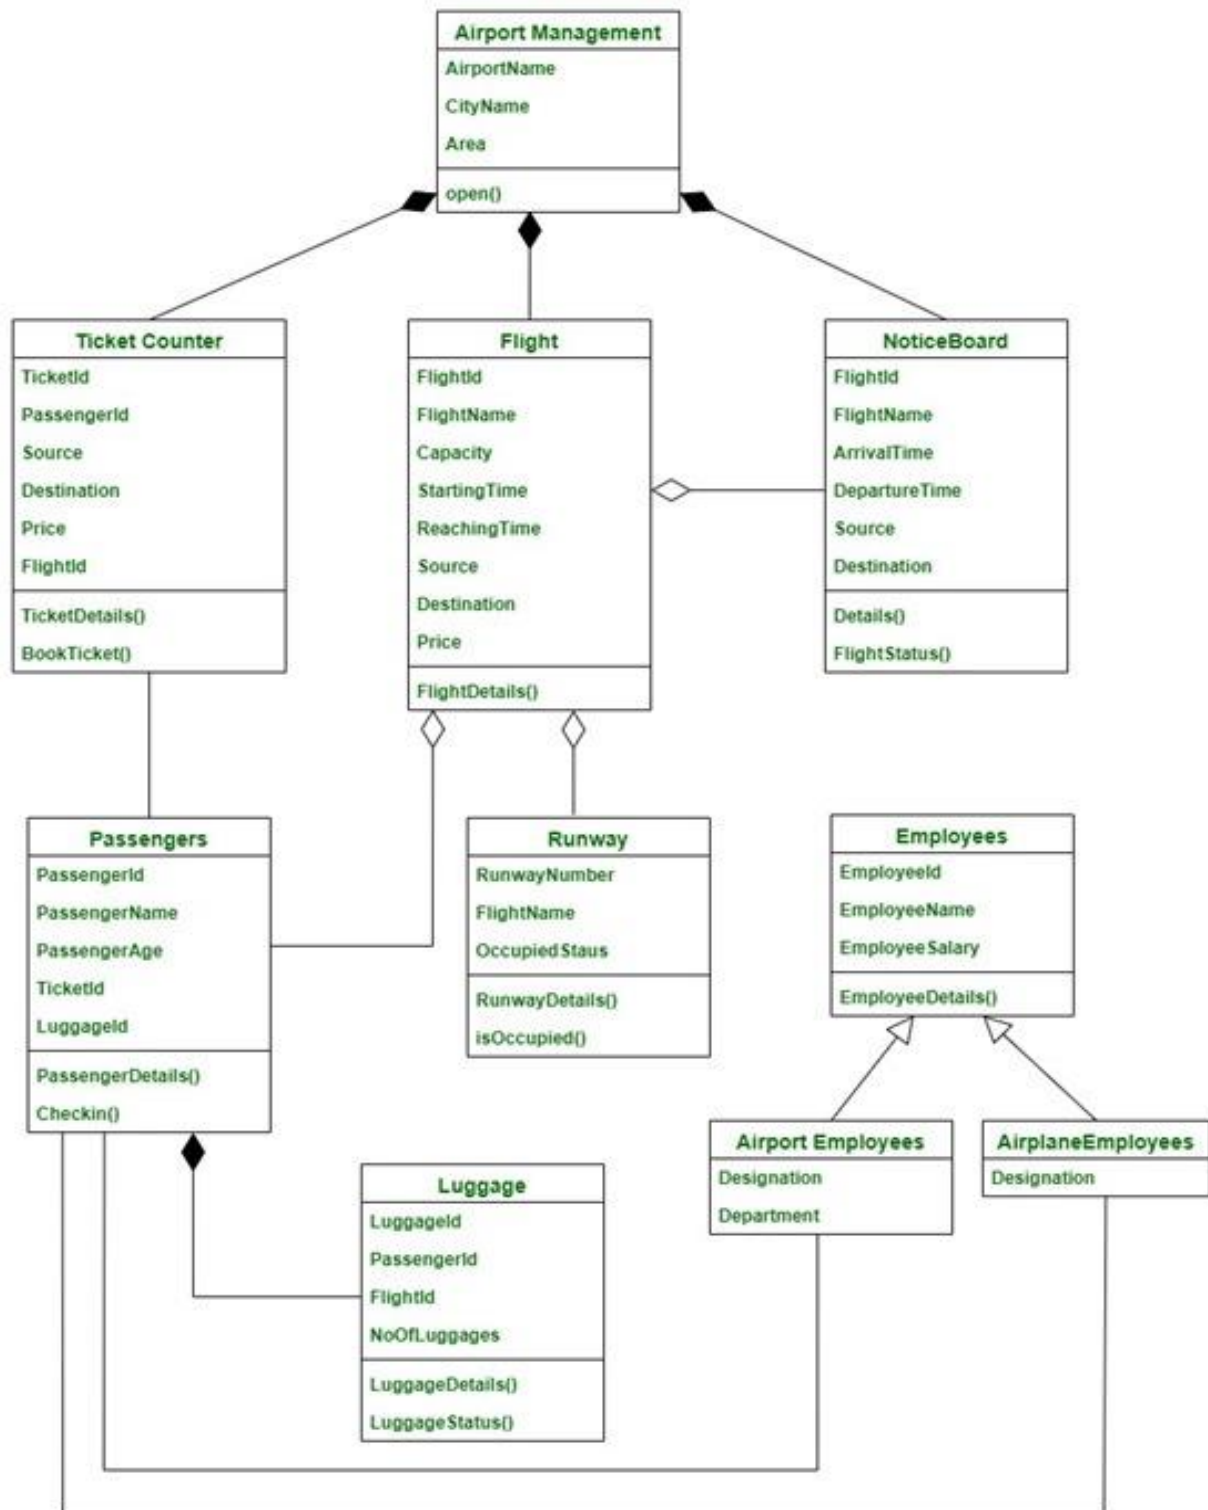 Airport Management
AirportName
CityName
Area
open()
Ticket Counter
TicketId
PassengerId
Source
Destination
Price
FlightId
TicketDetails()
BookTicket()
Flight
FlightId
FlightName
Capacity
StartingTime
ReachingTime
Source
Destination
Price
FlightDetails()
NoticeBoard
FlightId
FlightName
ArrivalTime
DepartureTime
Source
Destination
Details()
FlightStatus()
Passengers
PassengerId
PassengerName
PassengerAge
TicketId
LuggageId
PassengerDetails()
Checkin()
Runway
RunwayNumber
FlightName
OccupiedStaus
RunwayDetails()
isOccupied()
Employees
EmployeeId
EmployeeName
EmployeeSalary
EmployeeDetails()
Luggage
LuggageId
PassengerId
FlightId
NoOfLuggages
LuggageDetails()
LuggageStatus()
Airport Employees
Designation
Department
AirplaneEmployees
Designation